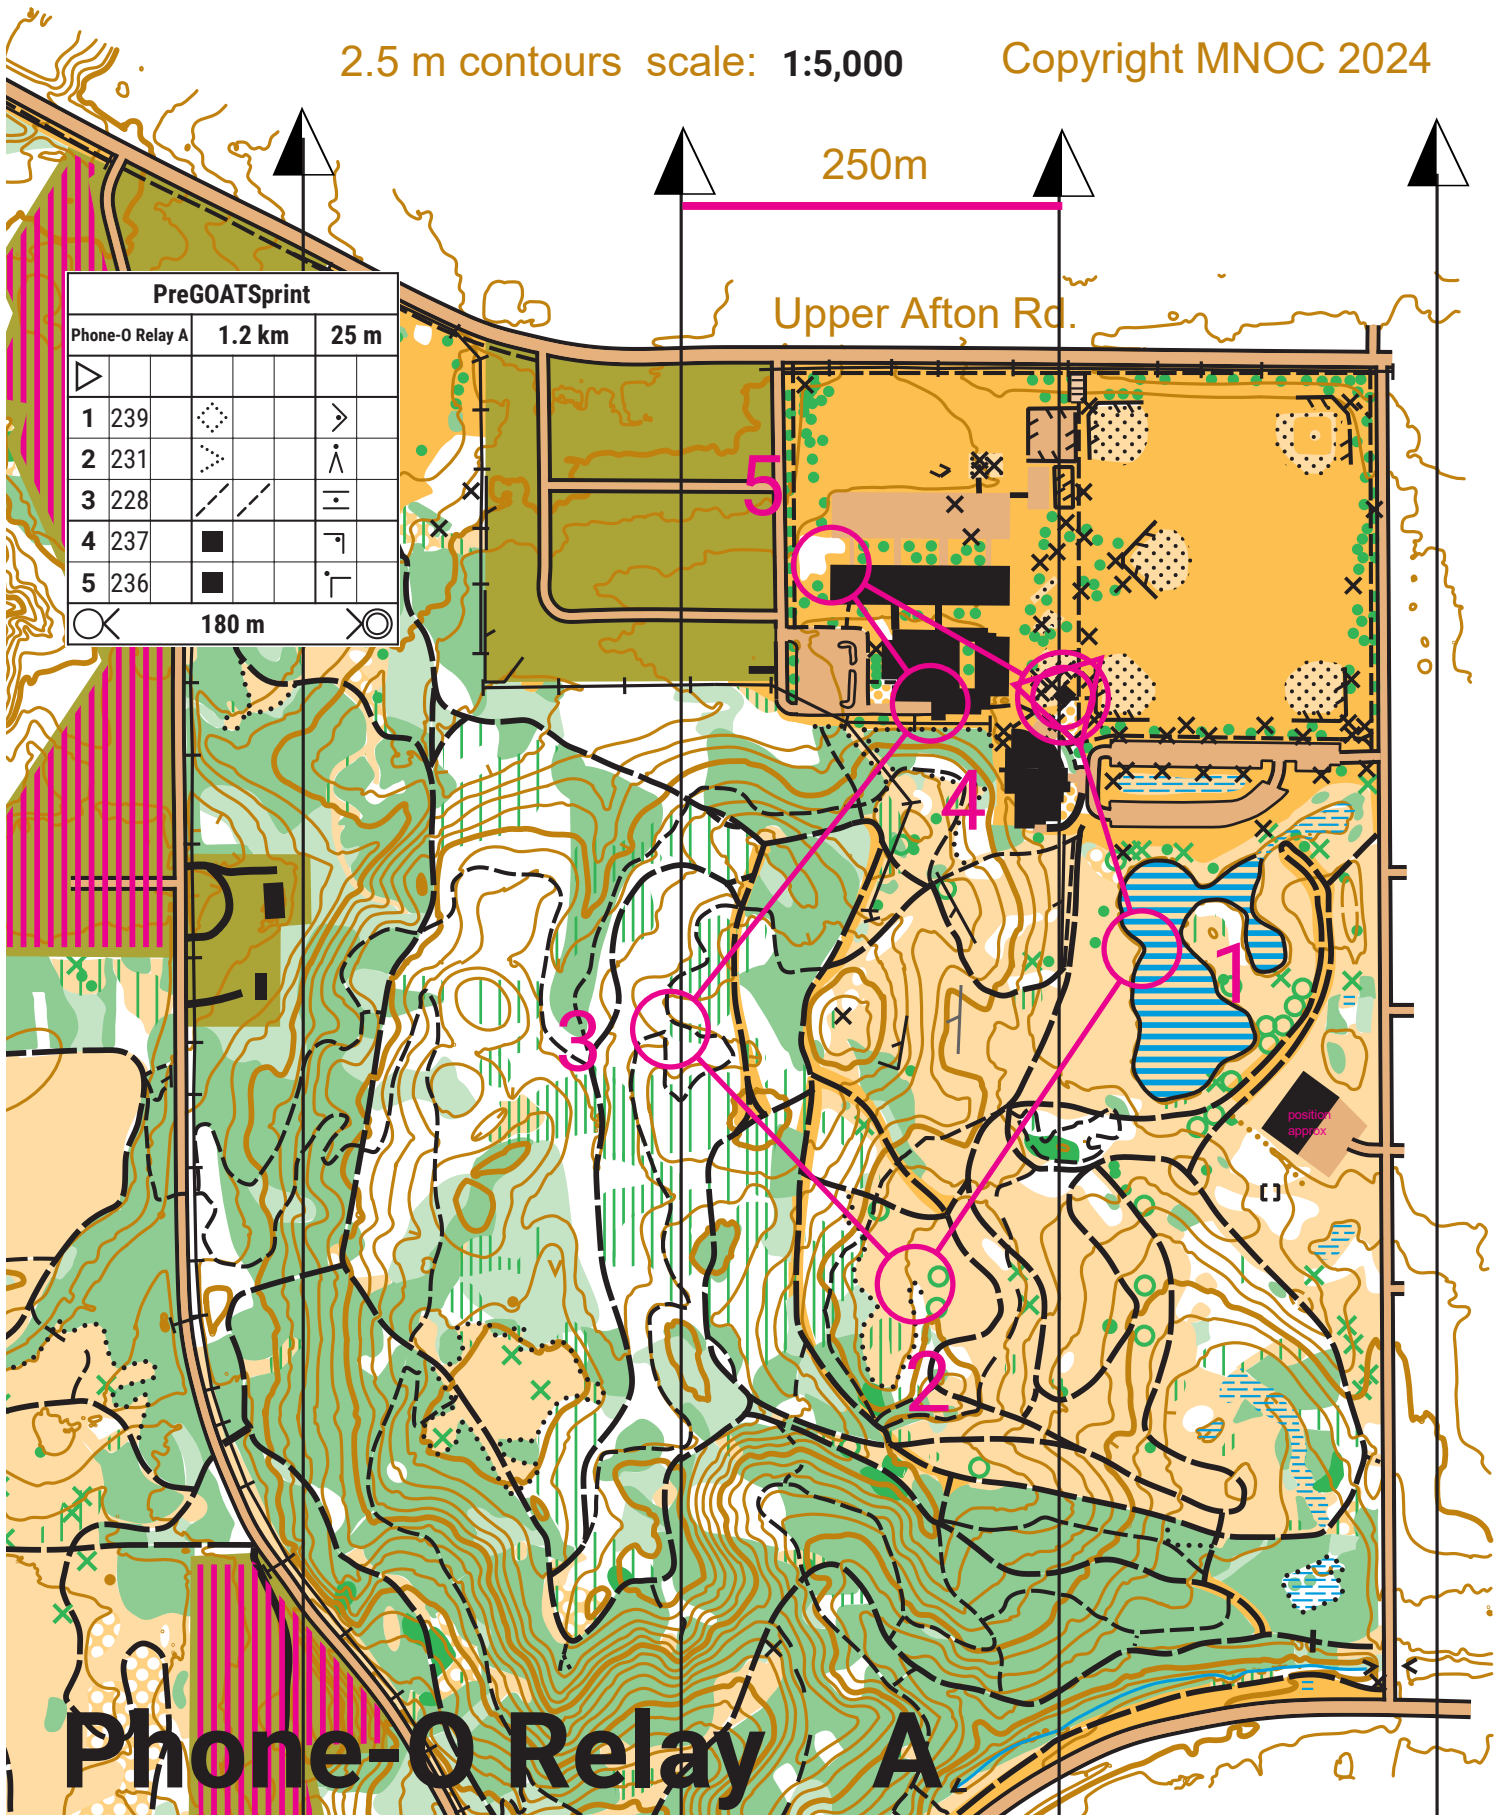 2.5 m contours scale: 1:5,000 Copyright MNOC 2024
250m
Upper Afton Rd.
PreGOATSprint
Phone-O Relay A 1.2 km 25 m
1 239
2 231
3 228
4 237
5 236
180 m
5
4
1
3
position
approx
2
Phone-O Relay A